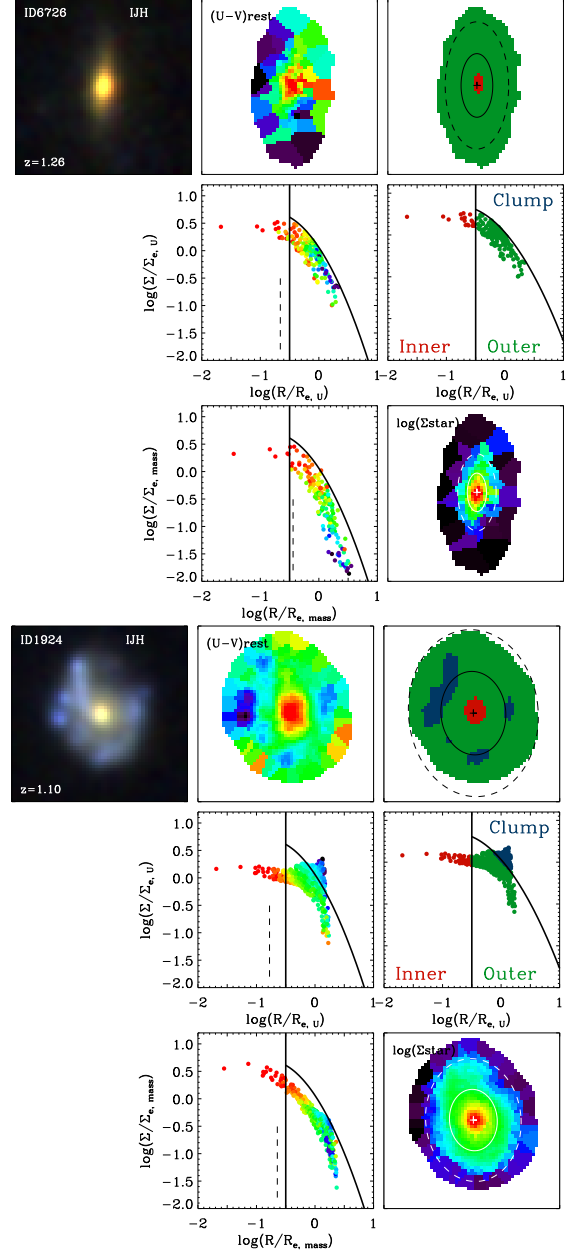 ID6726 IJH
z=1.26
(U−V)rest
1.0
0.5
0.0
−0.5
−1.0
−1.5
−2.0
log(Σ/Σe, U)
−2 −1 0 1
log(R/Re, U)
Clump
Inner Outer
−2 −1 0 1
log(R/Re, U)
1.0
0.5
0.0
−0.5
−1.0
−1.5
−2.0
log(Σ/Σe, mass)
−2 −1 0 1
log(R/Re, mass)
log(Σstar)
ID1924 IJH
z=1.10
(U−V)rest
1.0
0.5
0.0
−0.5
−1.0
−1.5
−2.0
log(Σ/Σe, U)
−2 −1 0 1
log(R/Re, U)
Clump
Inner Outer
−2 −1 0 1
log(R/Re, U)
1.0
0.5
0.0
−0.5
−1.0
−1.5
−2.0
log(Σ/Σe, mass)
−2 −1 0 1
log(R/Re, mass)
log(Σstar)